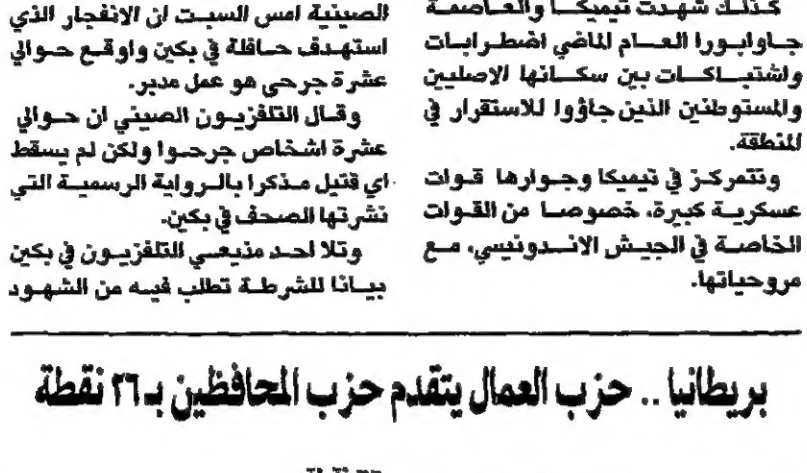 كذلك شهدت تيميكا والعاصمة
جاوابورا العام الماضي اضطرابات
واشتباكات بين سكانها الاصليين
والمستوطنين الذين جاؤوا للاستقرار في
المنطقة.
وتتمركز في تيميكا وجوارها قوات
عسكرية كبيرة، خصوصا من القوات
الخاصة في الجيش الاندونيسي، مع
مروحياتها.
الصينية امس السبت ان الانفجار الذي
استهدف حافلة في بكين واوقع حوالي
عشرة جرحى هو عمل مدبر.
وقال التلفزيون الصيني ان حوالي
عشرة اشخاص جرحوا ولكن لم يسقط
اي قتيل مذكرا بالرواية الرسمية التي
نشرتها الصحف في بكين.
وتلا احد مذيعي التلفزيون في بكين
بيانا للشرطة تطلب فيه من الشهود
بريطانيا .. حزب العمال يتقدم حزب المحافظين بـ ٢٦ نقطة